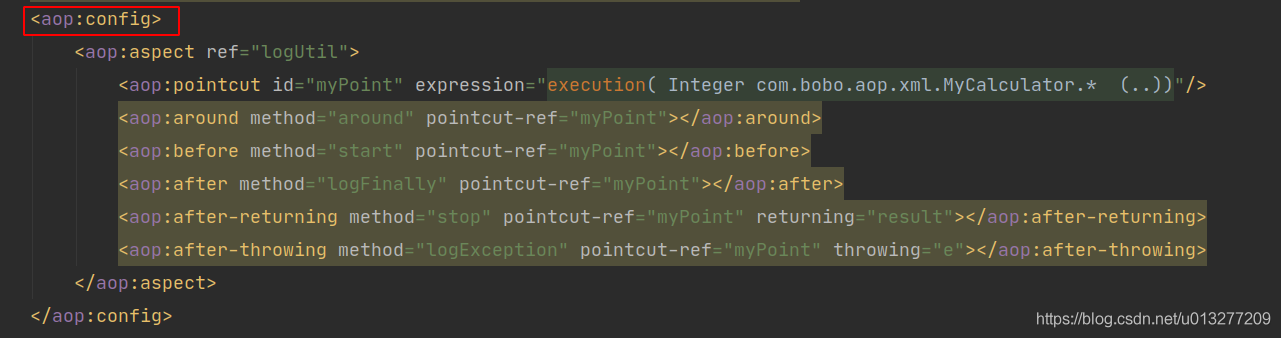 <aop:config>
<aop:aspect ref="logUtil">
<aop:pointcut id="myPoint" expression="execution( Integer com.bobo.aop.xml.MyCalculator.*  (..))"/>
<aop:around method="around" pointcut-ref="myPoint"></aop:around>
<aop:before method="start" pointcut-ref="myPoint"></aop:before>
<aop:after method="logFinally" pointcut-ref="myPoint"></aop:after>
<aop:after-returning method="stop" pointcut-ref="myPoint" returning="result"></aop:after-returning>
<aop:after-throwing method="logException" pointcut-ref="myPoint" throwing="e"></aop:after-throwing>
</aop:aspect>
</aop:config>
https://blog.csdn.net/u013277209